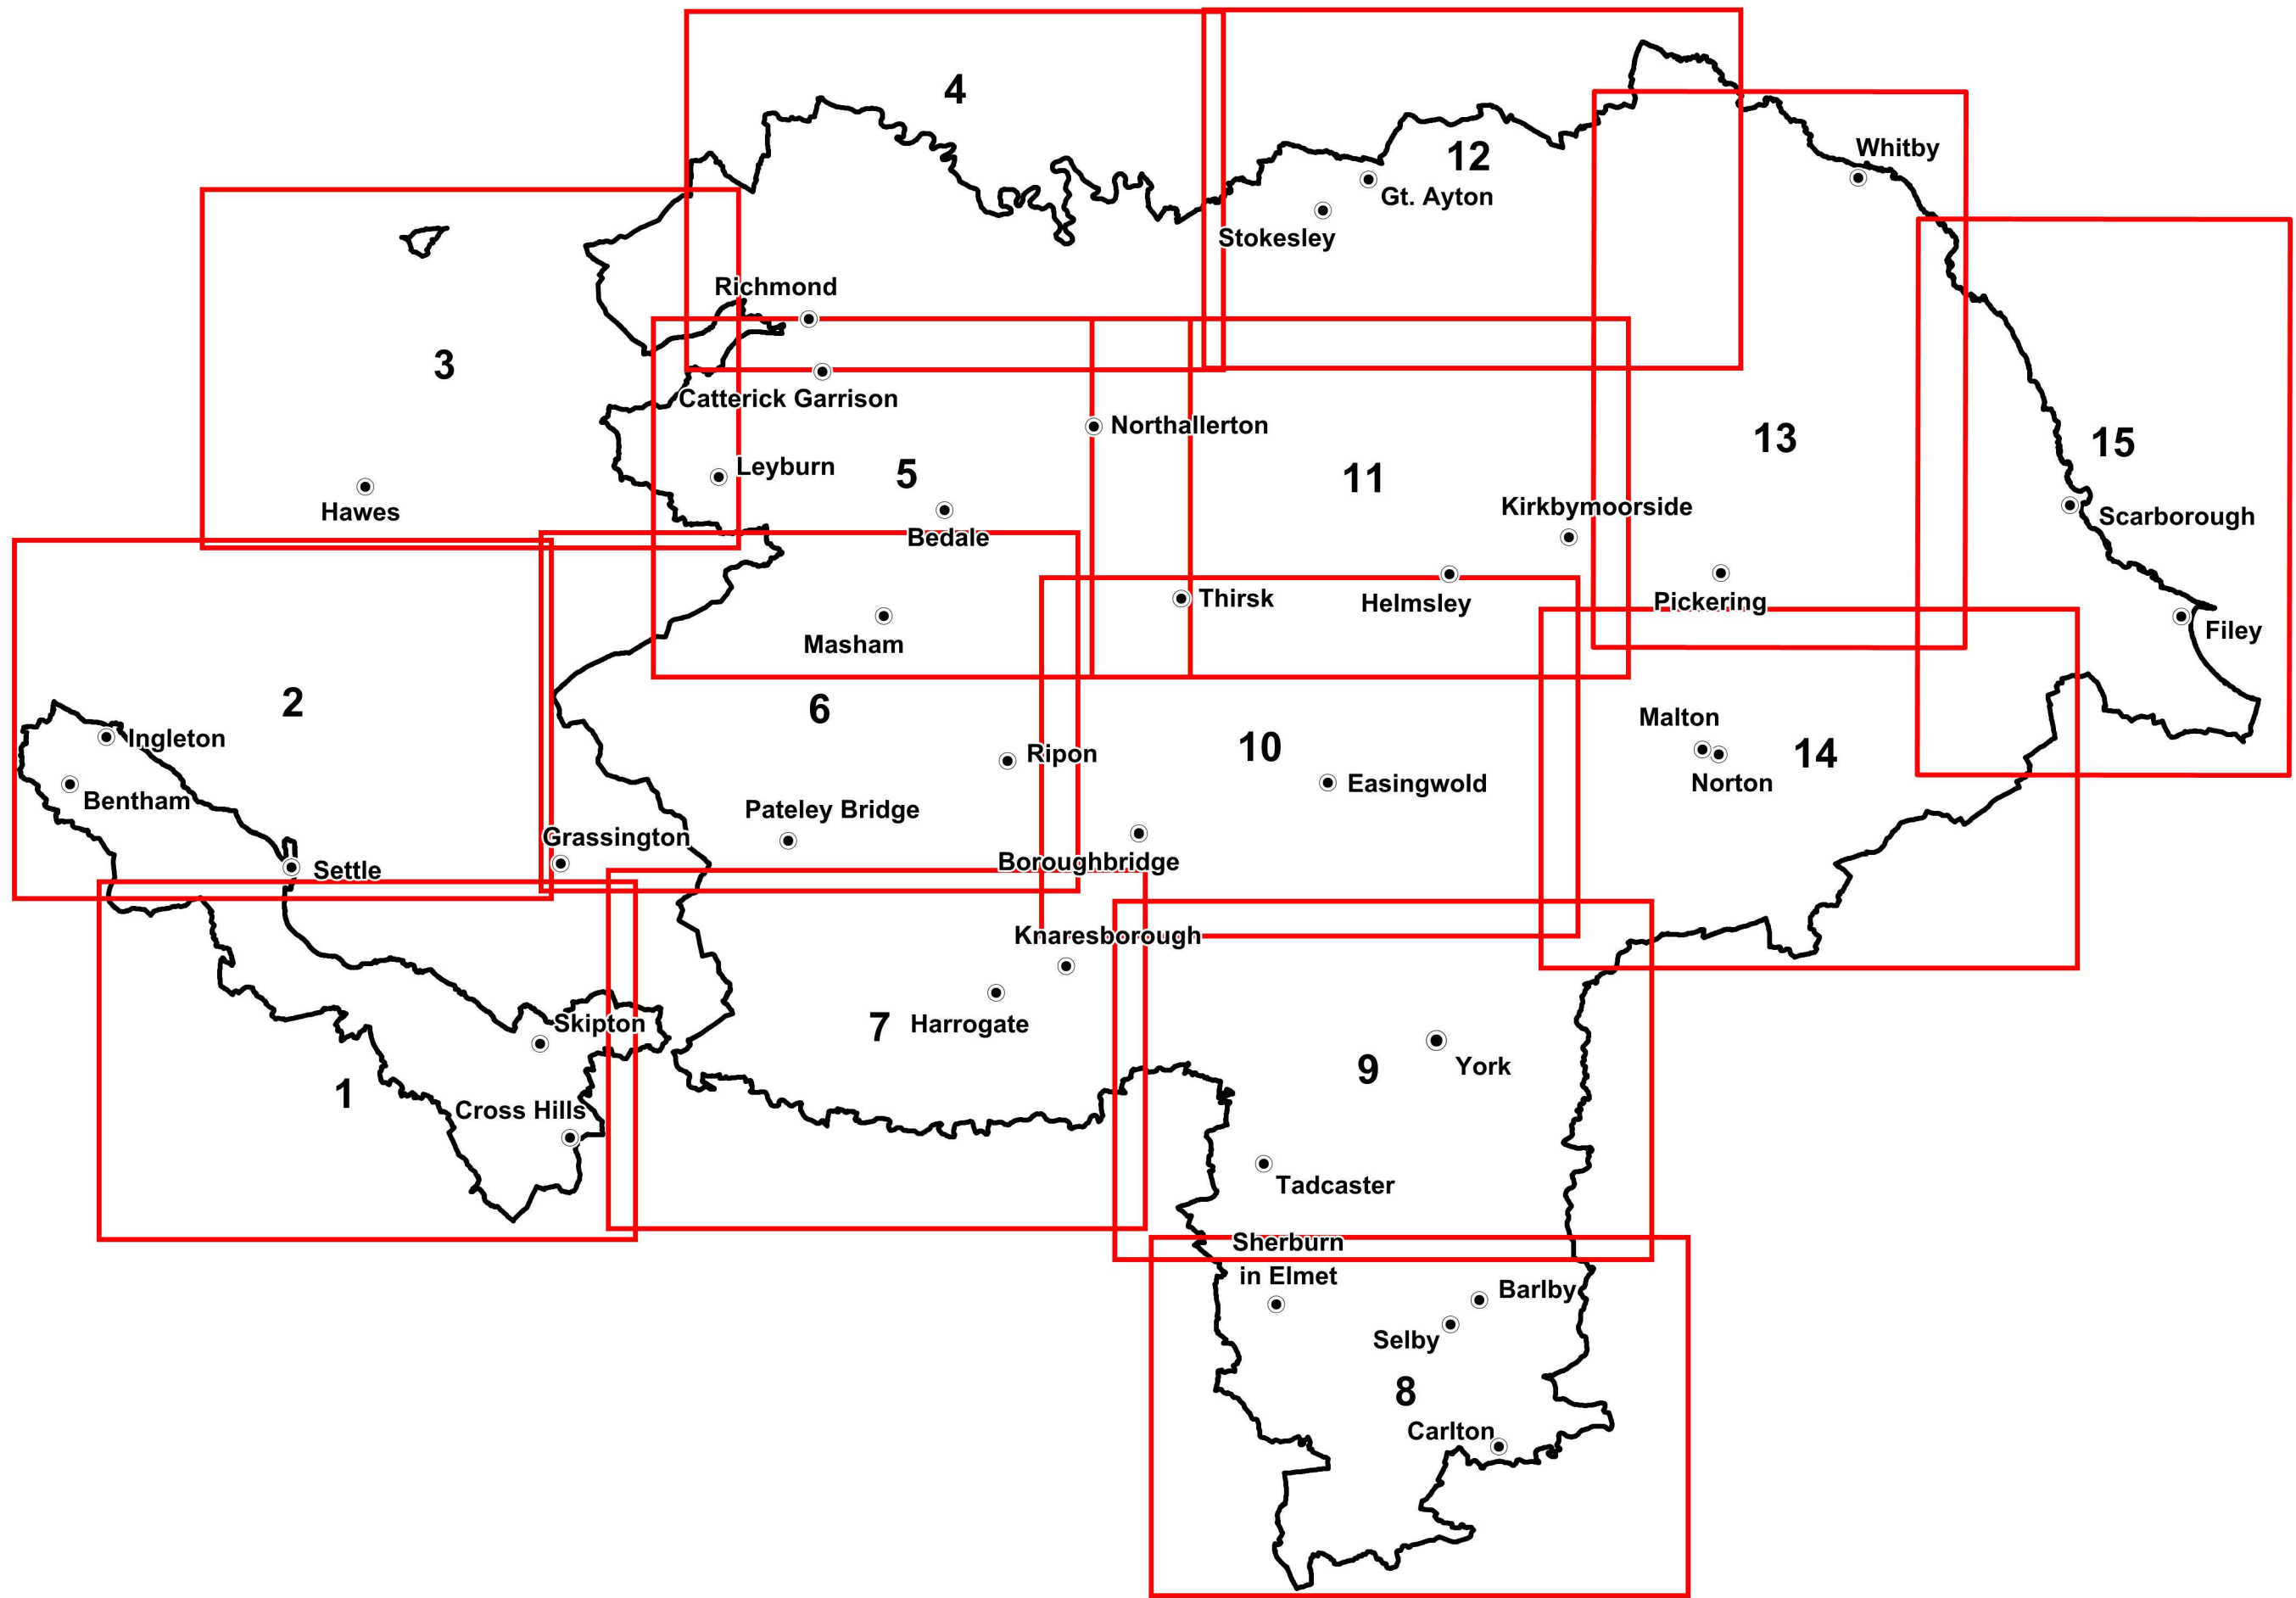 4
Whitby
12
Gt. Ayton
Stokesley
Richmond
3
Catterick Garrison
Northallerton
13
15
Leyburn
5
11
Hawes
Kirkbymoorside
Scarborough
Bedale
Thirsk
Helmsley
Pickering
Filey
Masham
2
6
Malton
Ingleton
10
Ripon
14
Easingwold
Norton
Bentham
Pateley Bridge
Grassington
Boroughbridge
Settle
Knaresborough
Skipton
7
Harrogate
9
York
1
Cross Hills
Tadcaster
Sherburn
in Elmet
Barlby
Selby
8
Carlton